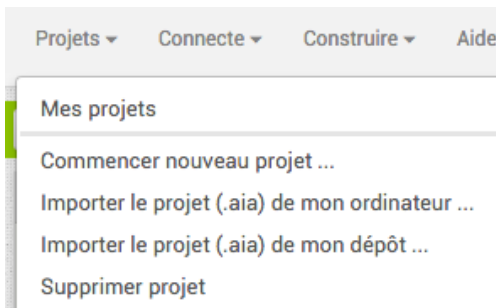 Projets Connecte Construire Aide
Mes projets
Commencer nouveau projet ...
Importer le projet (.aia) de mon ordinateur ...
Importer le projet (.aia) de mon dépôt ...
Supprimer projet